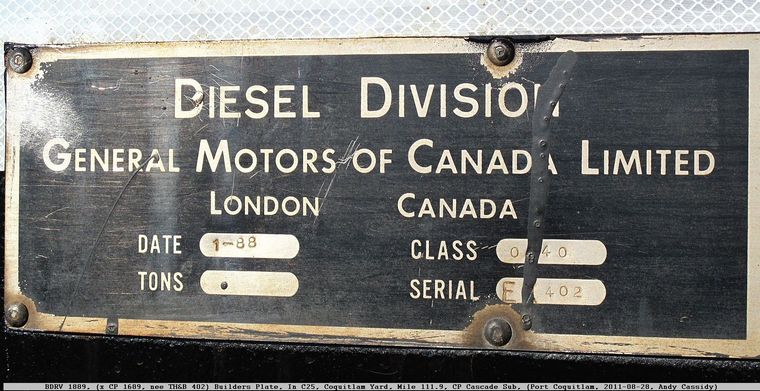 DIESEL DIVISION
GENERAL MOTORS OF CANADA LIMITED
LONDON CANADA
DATE 1-88 CLASS 0 40
TONS SERIAL E 402
BDRV 1889, (x CP 1689, nee TH&B 402) Builders Plate, In C25, Coquitlam Yard, Mile 111.9, CP Cascade Sub, (Port Coquitlam, 2011-08-28, Andy Cassidy)